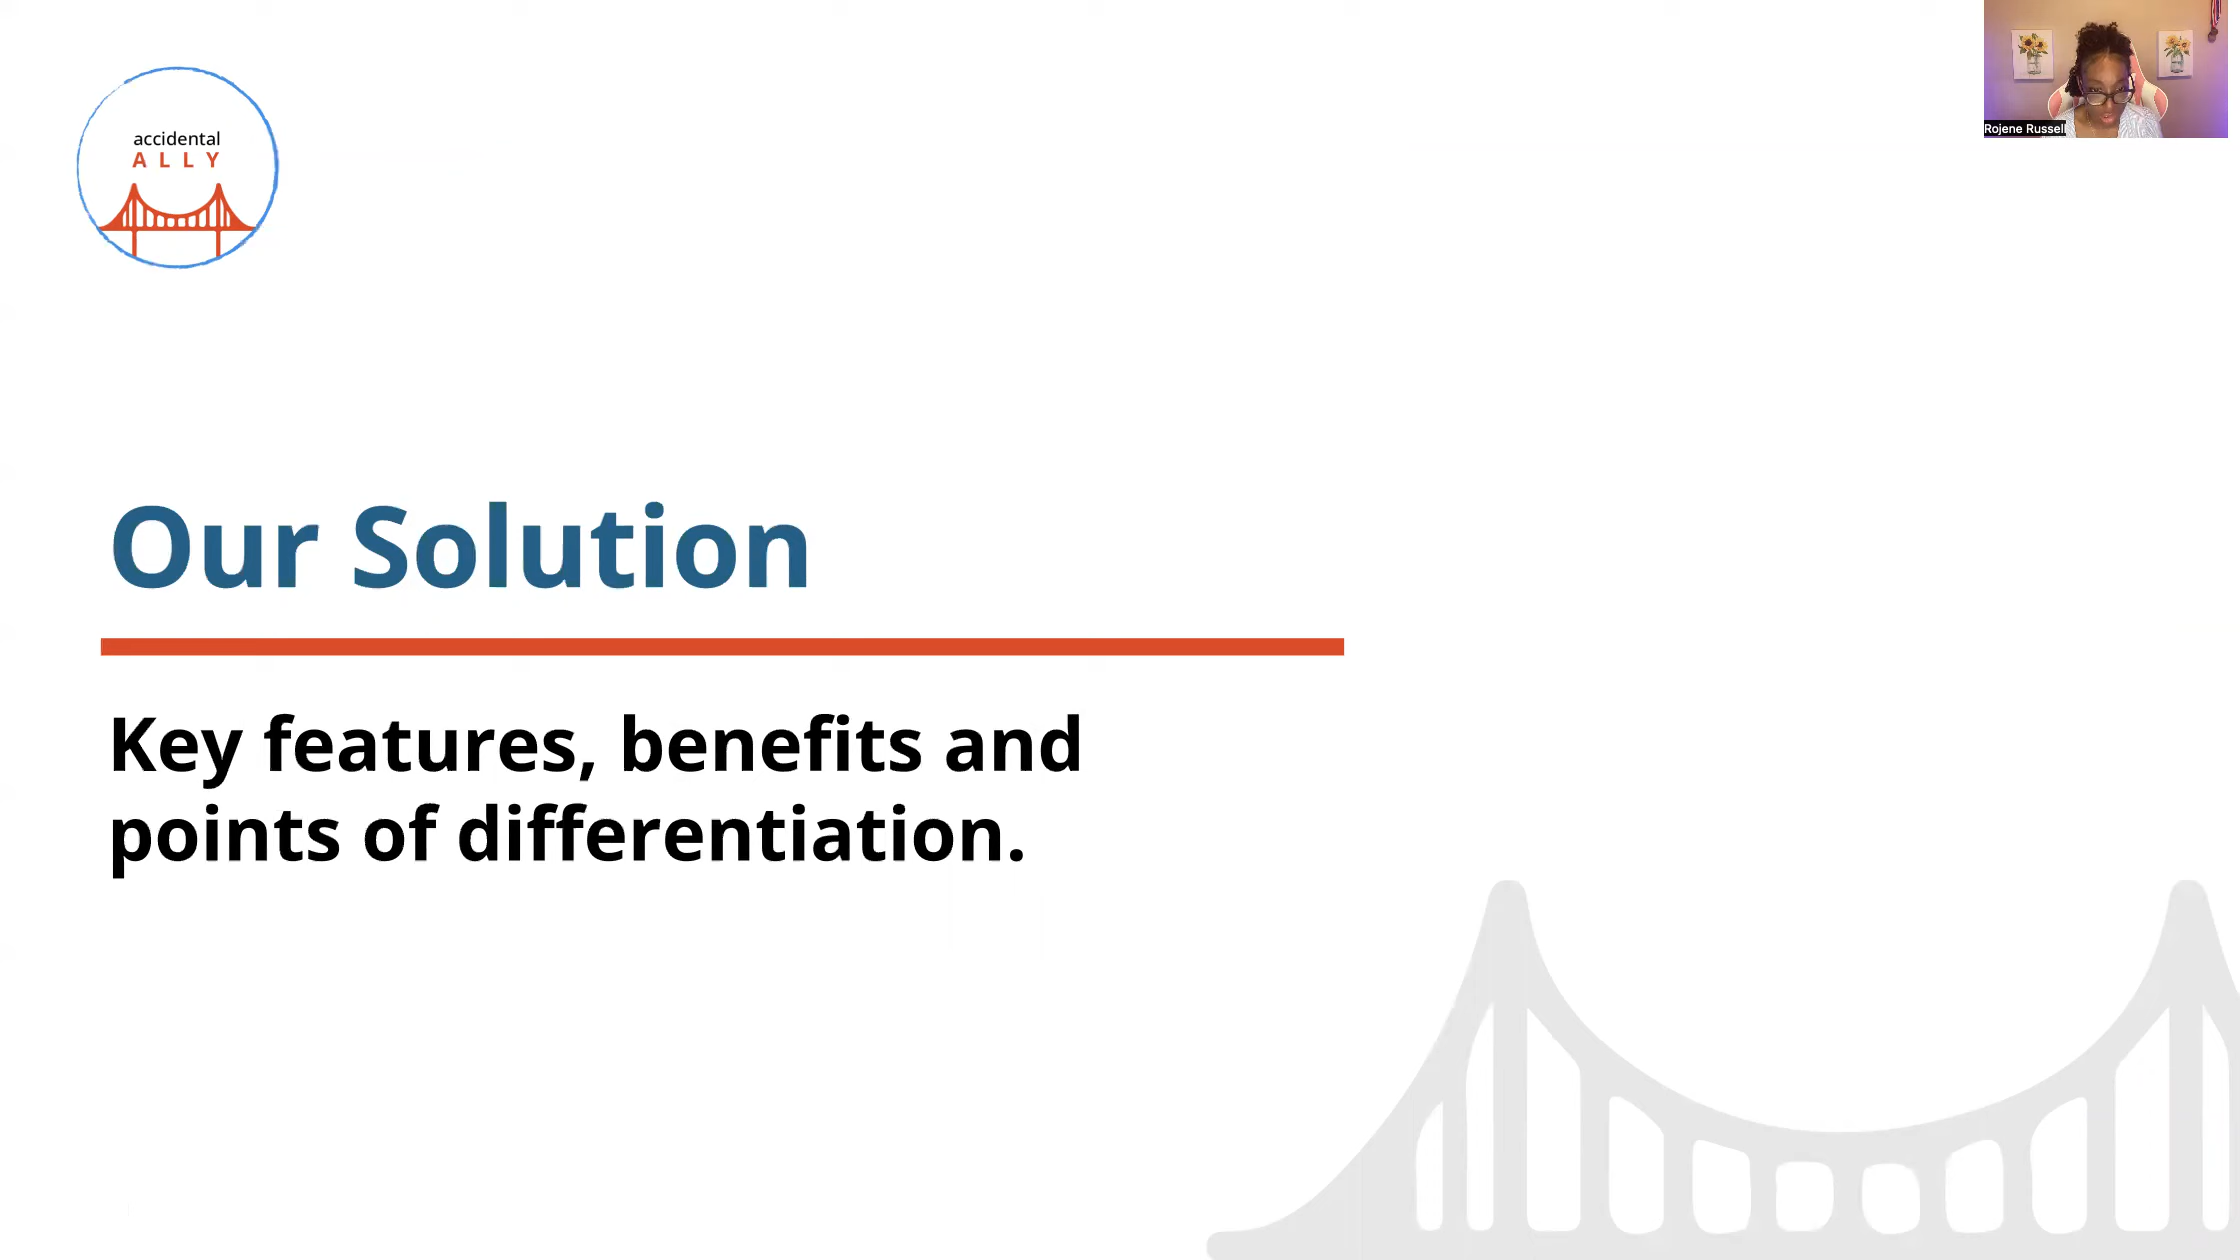 accidental
ALLY
Rojene Russell
Our Solution
Key features, benefits and
points of differentiation.